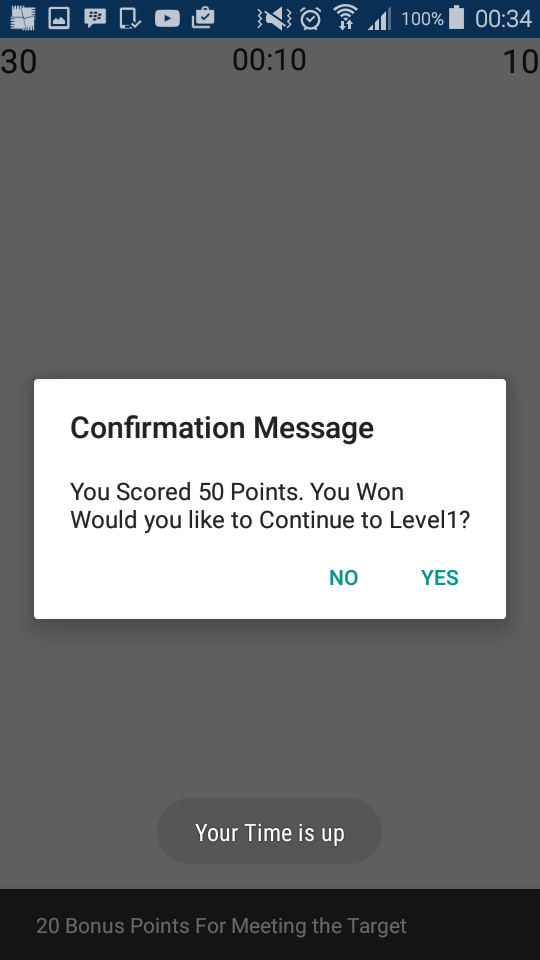 100% 00:34
30 00:10 10
Confirmation Message
You Scored 50 Points. You Won
Would you like to Continue to Level1?
NO YES
Your Time is up
20 Bonus Points For Meeting the Target